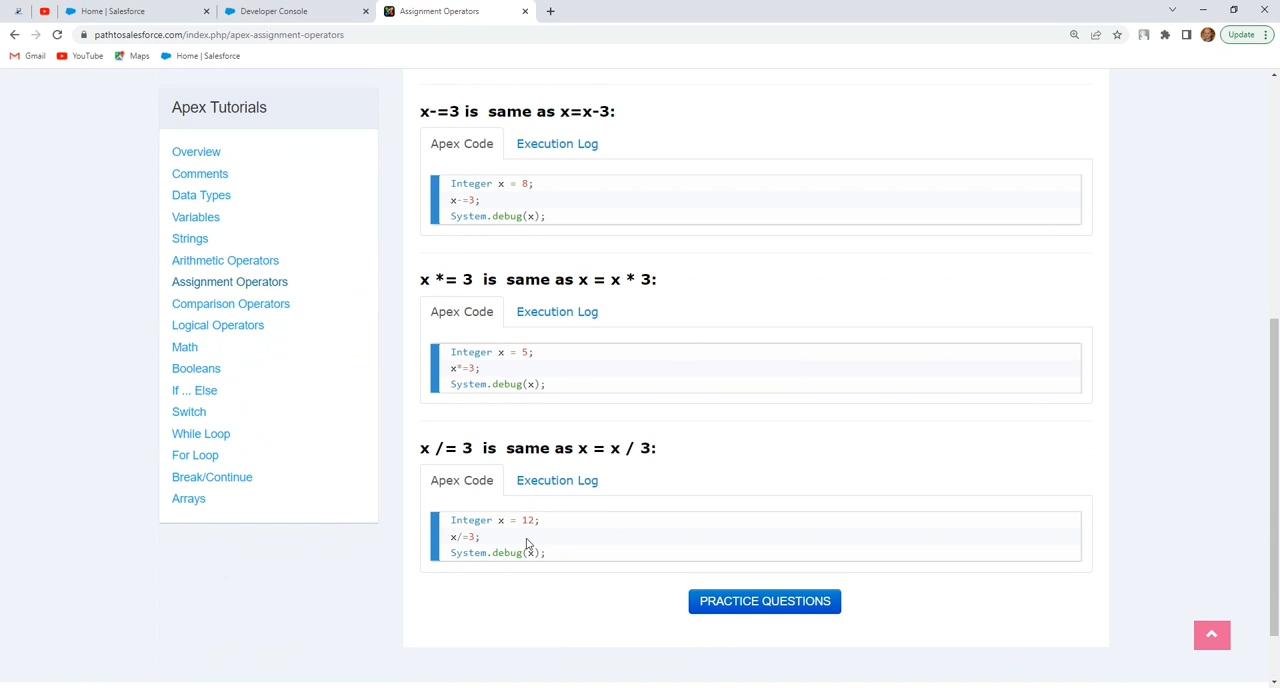 Home | Salesforce
Developer Console
Assignment Operators
pathtosalesforce.com/index.php/apex-assignment-operators
Update
Gmail
YouTube
Maps
Home | Salesforce
Apex Tutorials
Overview
Comments
Data Types
Variables
Strings
Arithmetic Operators
Assignment Operators
Comparison Operators
Logical Operators
Math
Booleans
If ... Else
Switch
While Loop
For Loop
Break/Continue
Arrays
x-=3 is same as x=x-3:
Apex Code
Execution Log
Integer x = 8;
x-=3;
System.debug(x);
x *= 3 is same as x = x * 3:
Apex Code
Execution Log
Integer x = 5;
x*=3;
System.debug(x);
x /= 3 is same as x = x / 3:
Apex Code
Execution Log
Integer x = 12;
x/=3;
System.debug(x);
PRACTICE QUESTIONS